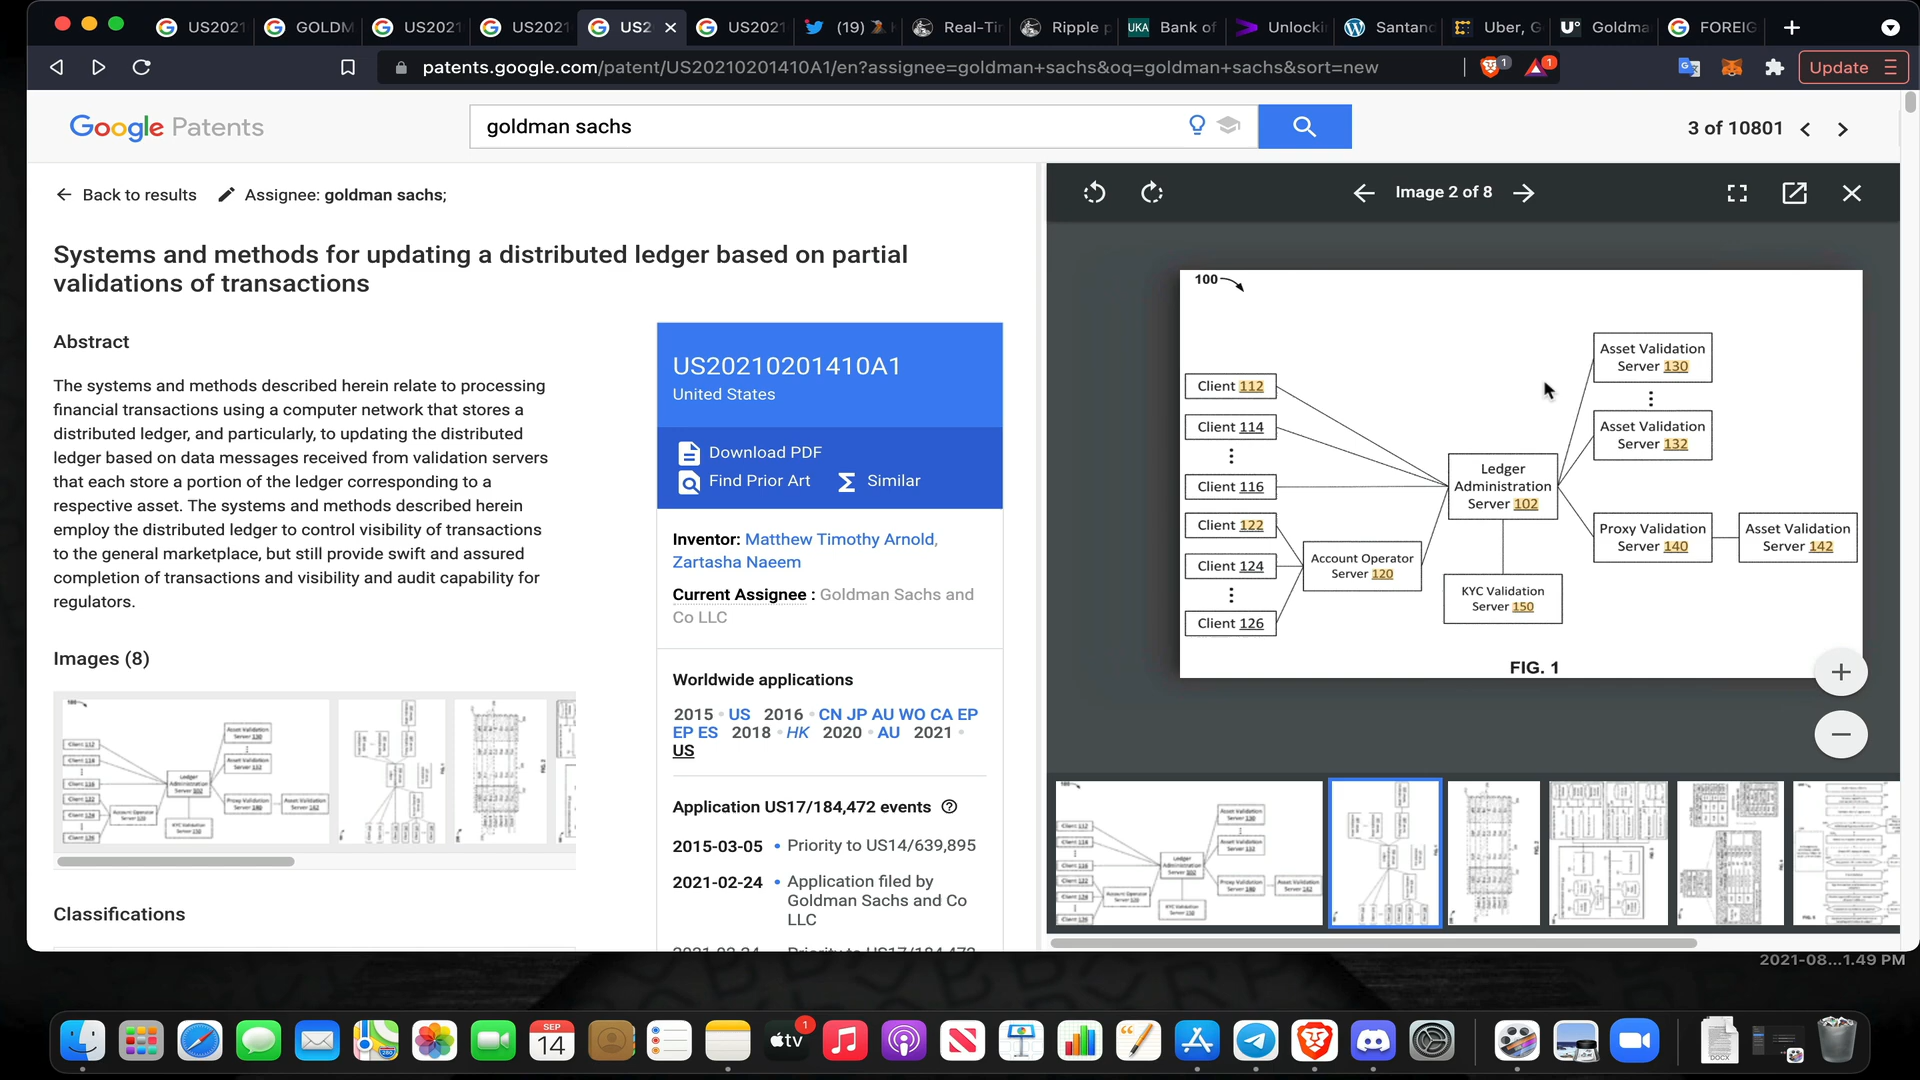 US2021
GOLDM
US2021
US2021
US2
US2021
(19)
Real-Tim
Ripple p
UKA
Bank of
Unlocki
Santand
Uber, G
U°
Goldma
FOREIG
patents.google.com/patent/US20210201410A1/en?assignee=goldman+sachs&oq=goldman+sachs&sort=new
1
1
Update
Google Patents
goldman sachs
3 of 10801
Back to results
Assignee: goldman sachs;
Systems and methods for updating a distributed ledger based on partial
validations of transactions
Abstract
The systems and methods described herein relate to processing
financial transactions using a computer network that stores a
distributed ledger, and particularly, to updating the distributed
ledger based on data messages received from validation servers
that each store a portion of the ledger corresponding to a
respective asset. The systems and methods described herein
employ the distributed ledger to control visibility of transactions
to the general marketplace, but still provide swift and assured
completion of transactions and visibility and audit capability for
regulators.
Images (8)
Classifications
US20210201410A1
United States
Download PDF
Find Prior Art
Similar
Inventor: Matthew Timothy Arnold,
Zartasha Naeem
Current Assignee : Goldman Sachs and
Co LLC
Worldwide applications
2015 • US 2016 • CN JP AU WO CA EP
EP ES 2018 • HK 2020 • AU 2021 •
US
Application US17/184,472 events
2015-03-05 • Priority to US14/639,895
2021-02-24 • Application filed by
Goldman Sachs and Co
LLC
Image 2 of 8
100
Client 112
Client 114
Client 116
Client 122
Client 124
Client 126
Account Operator
Server 120
Ledger
Administration
Server 102
KYC Validation
Server 150
Asset Validation
Server 130
Asset Validation
Server 132
Proxy Validation
Server 140
Asset Validation
Server 142
FIG. 1
2021-08...1.49 PM
SEP
14
280
tv
1
DOCX